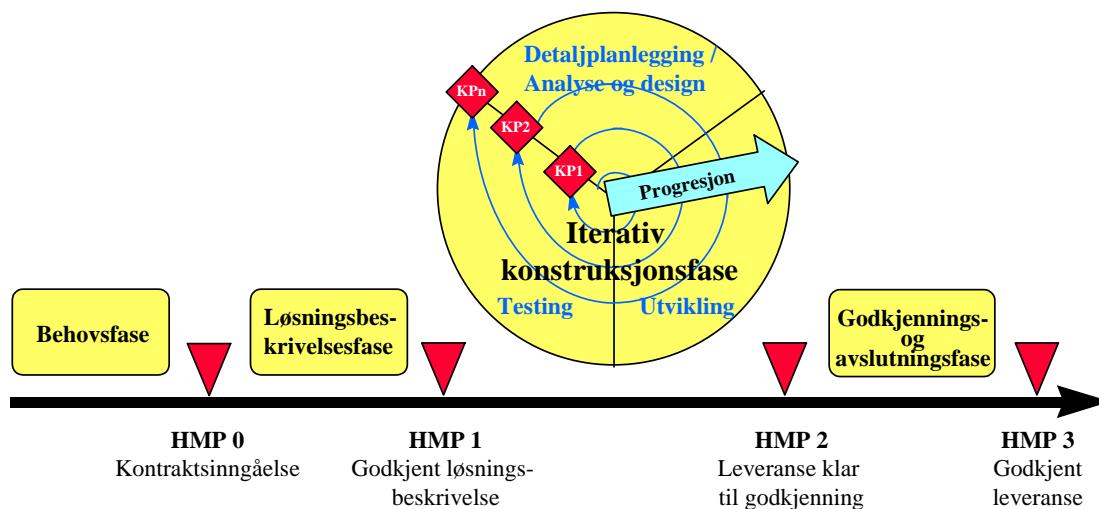 Detaljplanlegging /
Analyse og design
KPn
KP2
KP1
Progresjon
Iterativ
konstruksjonsfase
Testing
Utvikling
Behovsfase
Løsningsbes-
krivelsesfase
Godkjennings-
og
avslutningsfase
HMP 0
Kontraktsinngåelse
HMP 1
Godkjent løsnings-
beskrivelse
HMP 2
Leveranse klar
til godkjenning
HMP 3
Godkjent
leveranse